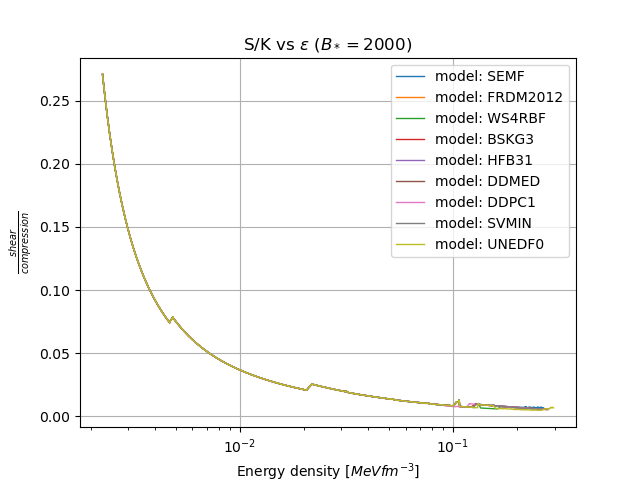 S/K vs ε (B* = 2000)
0.25
0.20
0.15
0.10
0.05
0.00
shear
compression
10⁻²
10⁻¹
Energy density [MeVfm⁻³]
model: SEMF
model: FRDM2012
model: WS4RBF
model: BSKG3
model: HFB31
model: DDMED
model: DDPC1
model: SVMIN
model: UNEDF0